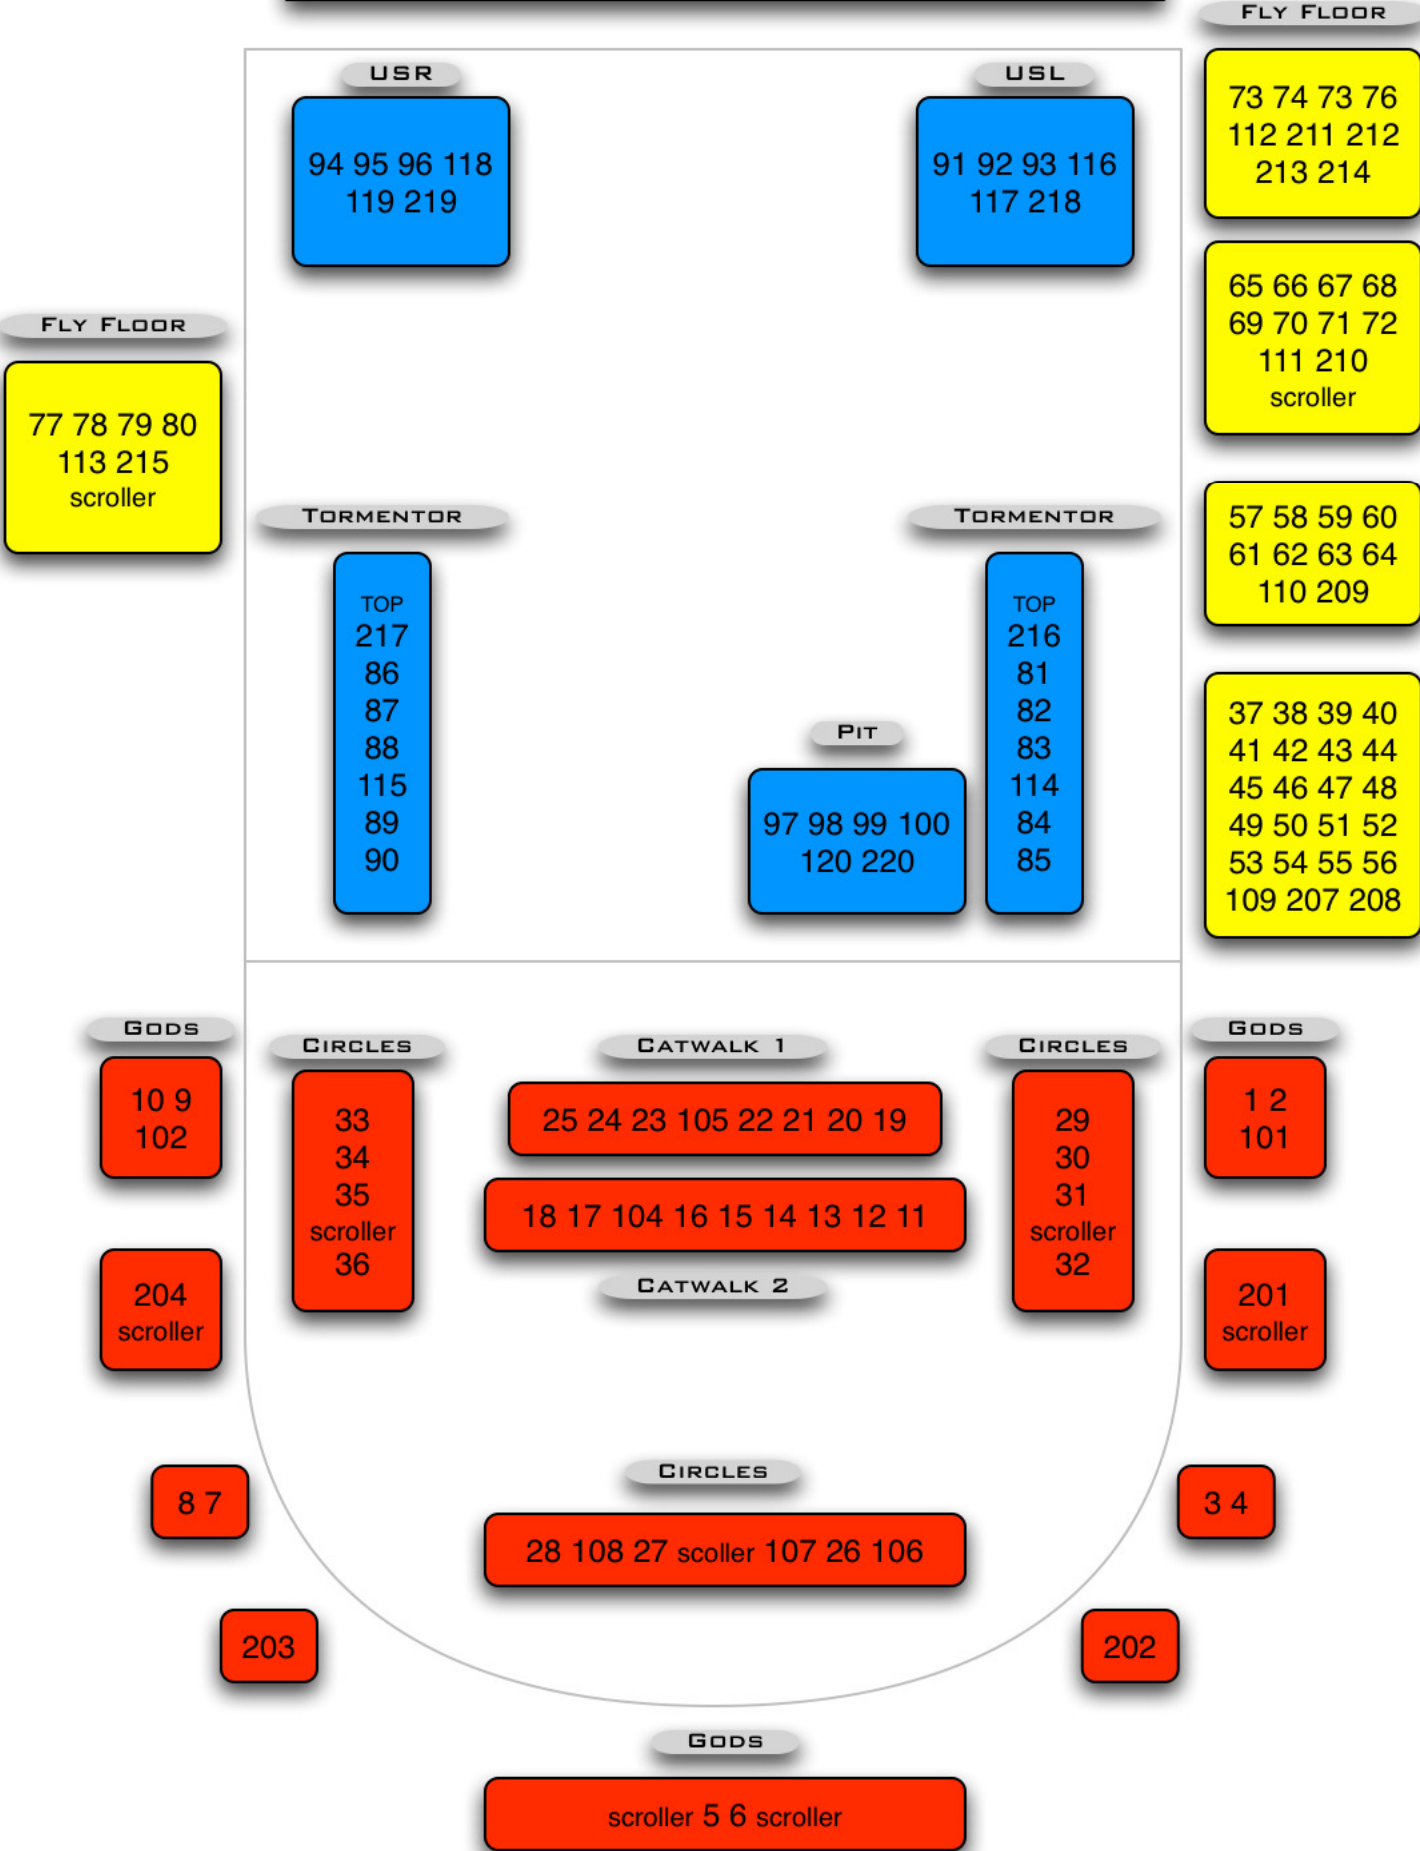 FLY FLOOR
USR
USL
73 74 73 76
112 211 212
213 214
94 95 96 118
119 219
91 92 93 116
117 218
65 66 67 68
69 70 71 72
111 210
scroller
FLY FLOOR
77 78 79 80
113 215
scroller
TORMENTOR
TORMENTOR
57 58 59 60
61 62 63 64
110 209
TOP
217
86
87
88
115
89
90
TOP
216
81
82
83
114
84
85
PIT
97 98 99 100
120 220
37 38 39 40
41 42 43 44
45 46 47 48
49 50 51 52
53 54 55 56
109 207 208
GODS
10 9
102
CIRCLES
33
34
35
scroller
36
CATWALK 1
25 24 23 105 22 21 20 19
18 17 104 16 15 14 13 12 11
CATWALK 2
CIRCLES
29
30
31
scroller
32
GODS
1 2
101
204
scroller
201
scroller
8 7
CIRCLES
28 108 27 scoller 107 26 106
3 4
203
202
GODS
scroller 5 6 scroller